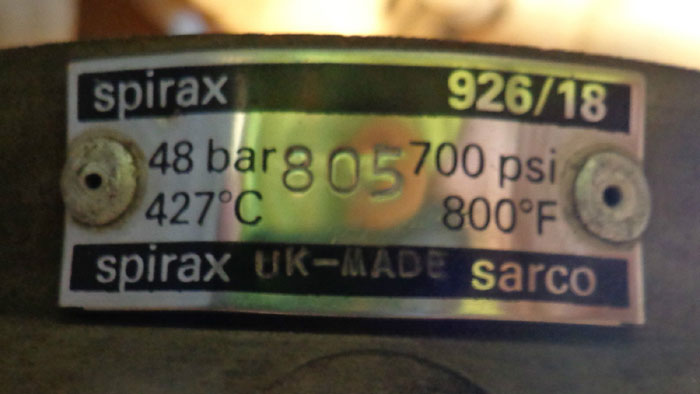 spirax 926/18
48 bar 805 700 psi
427°C 800°F
spirax UK-MADE sarco